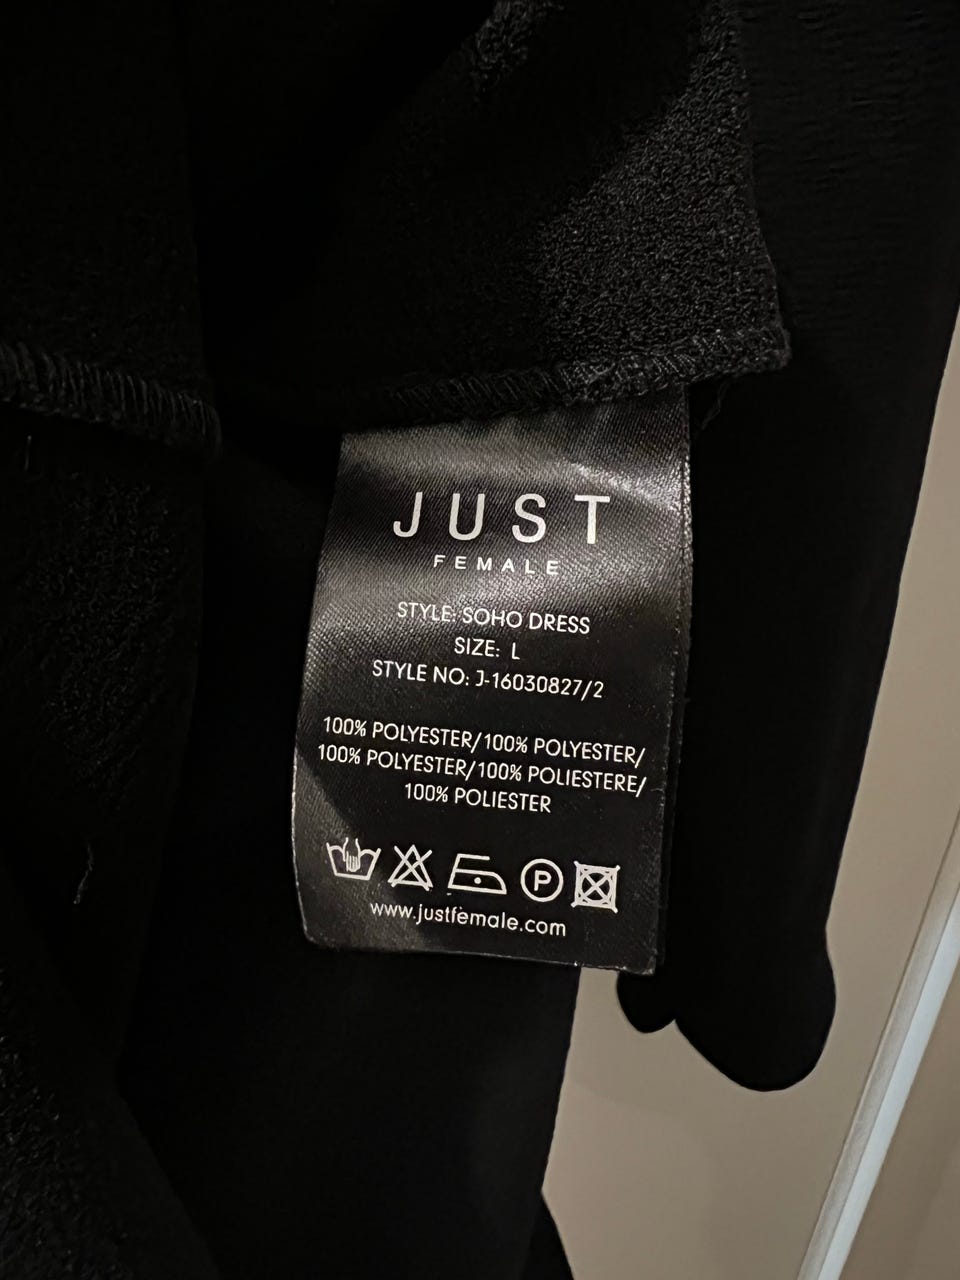 JUST
FEMALE
STYLE: SOHO DRESS
SIZE: L
STYLE NO: J-16030827/2
100% POLYESTER/100% POLYESTER/
100% POLYESTER/100% POLIESTERE/
100% POLIESTER
P
www.justfemale.com